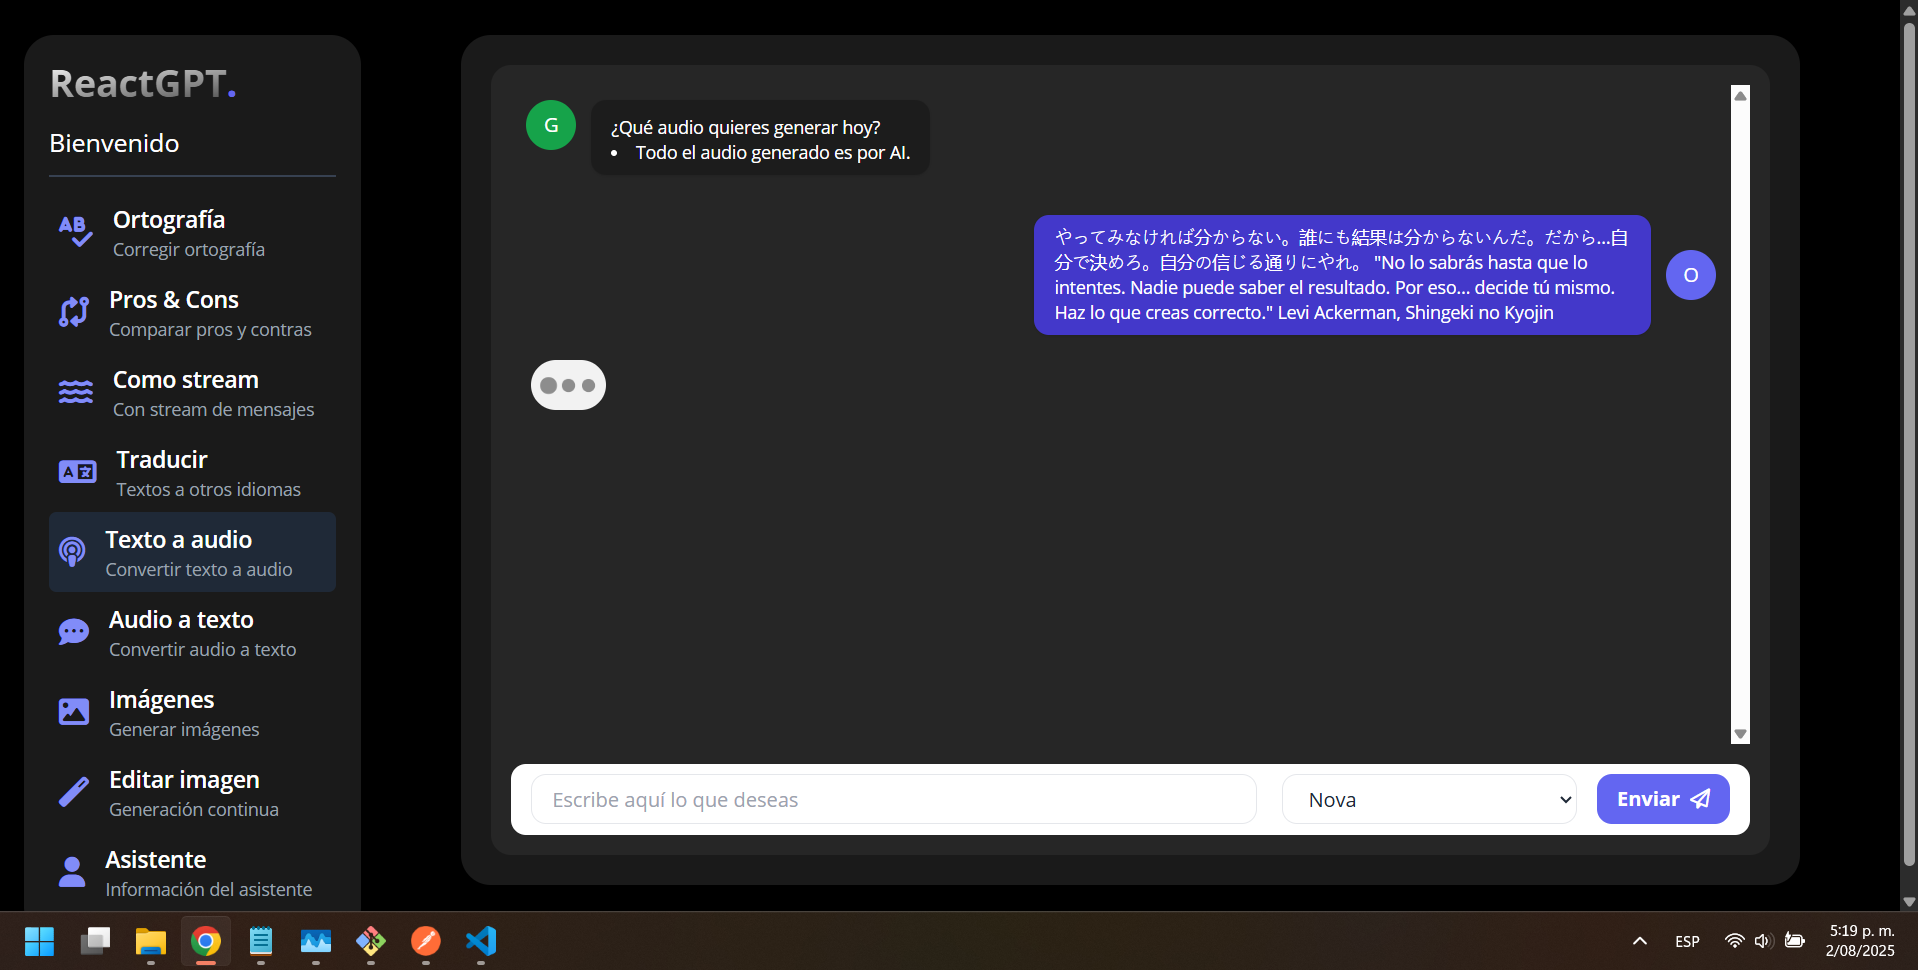 ReactGPT.
Bienvenido
Ortografía
Corregir ortografía
Pros & Cons
Comparar pros y contras
Como stream
Con stream de mensajes
Traducir
Textos a otros idiomas
Texto a audio
Convertir texto a audio
Audio a texto
Convertir audio a texto
Imágenes
Generar imágenes
Editar imagen
Generación continua
Asistente
Información del asistente
G
¿Qué audio quieres generar hoy?
• Todo el audio generado es por AI.
やってみなければ分からない。誰にも結果は分からないんだ。だから...自
分で決めろ。自分の信じる通りにやれ。 "No lo sabrás hasta que lo
intentes. Nadie puede saber el resultado. Por eso... decide tú mismo.
Haz lo que creas correcto." Levi Ackerman, Shingeki no Kyojin
O
Escribe aquí lo que deseas
Nova
Enviar
ESP
5:19 p. m.
2/08/2025